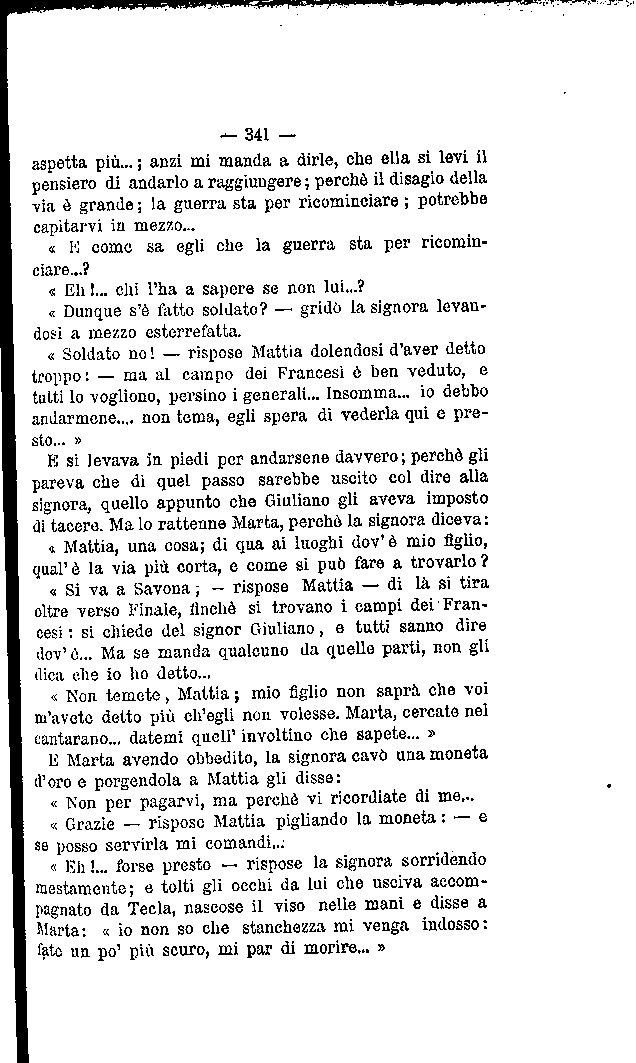 — 341 —
aspetta più...; anzi mi manda a dirle, che ella si levi il
pensiero di andarlo a raggiungere; perchè il disagio della
via è grande; la guerra sta per ricominciare; potrebbe
capitarvi in mezzo...
« E come sa egli che la guerra sta per ricomin-
ciare...?
« Eh!... chi l'ha a sapere se non lui...?
« Dunque s'è fatto soldato? — gridò la signora levan-
dosi a mezzo esterrefatta.
« Soldato no! — rispose Mattia dolendosi d'aver detto
troppo: — ma al campo dei Francesi è ben veduto, e
tutti lo vogliono, persino i generali... Insomma... io debbo
andarmene.... non tema, egli spera di vederla qui e pre-
sto... »
E si levava in piedi per andarsene davvero; perchè gli
pareva che di quel passo sarebbe uscito col dire alla
signora, quello appunto che Giuliano gli aveva imposto
di tacere. Ma lo rattenne Marta, perchè la signora diceva:
« Mattia, una cosa; di qua ai luoghi dov'è mio figlio,
qual'è la via più corta, e come si può fare a trovarlo?
« Si va a Savona; — rispose Mattia — di là si tira
oltre verso Finale, finchè si trovano i campi dei Fran-
cesi: si chiede del signor Giuliano, e tutti sanno dire
dov'è... Ma se manda qualcuno da quelle parti, non gli
dica che io ho detto...
« Non temete, Mattia; mio figlio non saprà che voi
m'avete detto più ch'egli non volesse. Marta, cercate nel
cantarano... datemi quell'involtino che sapete... »
E Marta avendo obbedito, la signora cavò una moneta
d'oro e porgendola a Mattia gli disse:
« Non per pagarvi, ma perchè vi ricordiate di me...
« Grazie — rispose Mattia pigliando la moneta: — e
se posso servirla mi comandi...
« Eh!... forse presto — rispose la signora sorridendo
mestamente; e tolti gli occhi da lui che usciva accom-
pagnato da Tecla, nascose il viso nelle mani e disse a
Marta: « io non so che stanchezza mi venga indosso:
fate un po' più scuro, mi par di morire... »